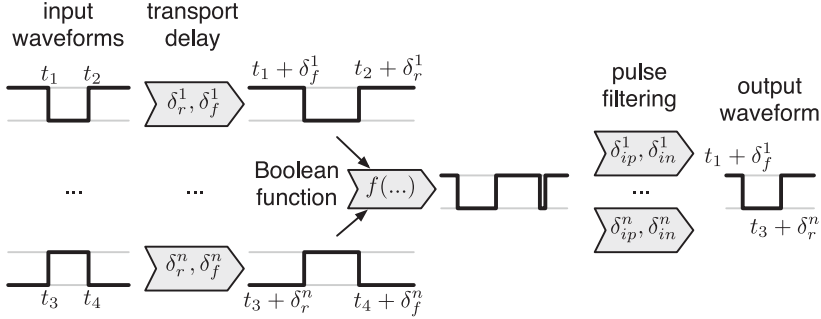 input waveforms
transport delay
t₁ t₂
δ_r^1, δ_f^1
t₁ + δ_f^1
t₂ + δ_r^1
pulse filtering
output waveform
δ_ip^1, δ_in^1
t₁ + δ_f^1
Boolean function
f(...)
...
...
...
δ_ip^n, δ_in^n
t₃ + δ_r^n
t₃ t₄
δ_r^n, δ_f^n
t₃ + δ_r^n
t₄ + δ_f^n